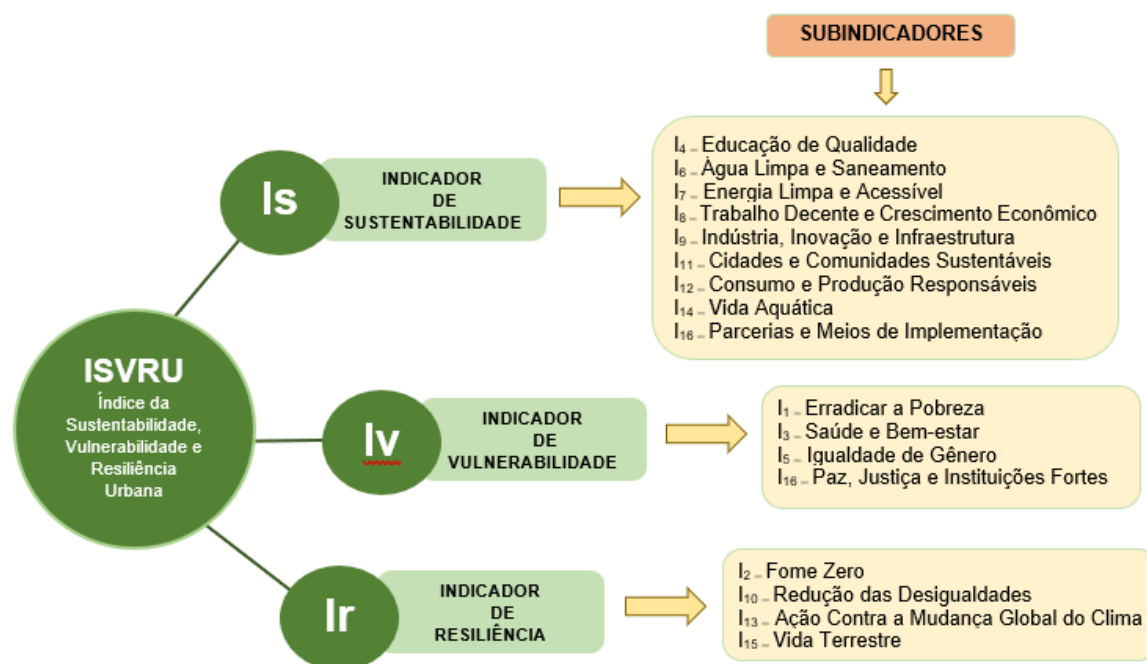 SUBINDICADORES
Is
INDICADOR
DE
SUSTENTABILIDADE
I₄ – Educação de Qualidade
I₆ – Água Limpa e Saneamento
I₇ – Energia Limpa e Acessível
I₈ – Trabalho Decente e Crescimento Econômico
I₉ – Indústria, Inovação e Infraestrutura
I₁₁ – Cidades e Comunidades Sustentáveis
I₁₂ – Consumo e Produção Responsáveis
I₁₄ – Vida Aquática
I₁₆ – Parcerias e Meios de Implementação
ISVRU
Índice da
Sustentabilidade,
Vulnerabilidade e
Resiliência
Urbana
Iv
INDICADOR
DE
VULNERABILIDADE
I₁ – Erradicar a Pobreza
I₃ – Saúde e Bem-estar
I₅ – Igualdade de Gênero
I₁₆ – Paz, Justiça e Instituições Fortes
Ir
INDICADOR
DE
RESILIÊNCIA
I₂ – Fome Zero
I₁₀ – Redução das Desigualdades
I₁₃ – Ação Contra a Mudança Global do Clima
I₁₅ – Vida Terrestre